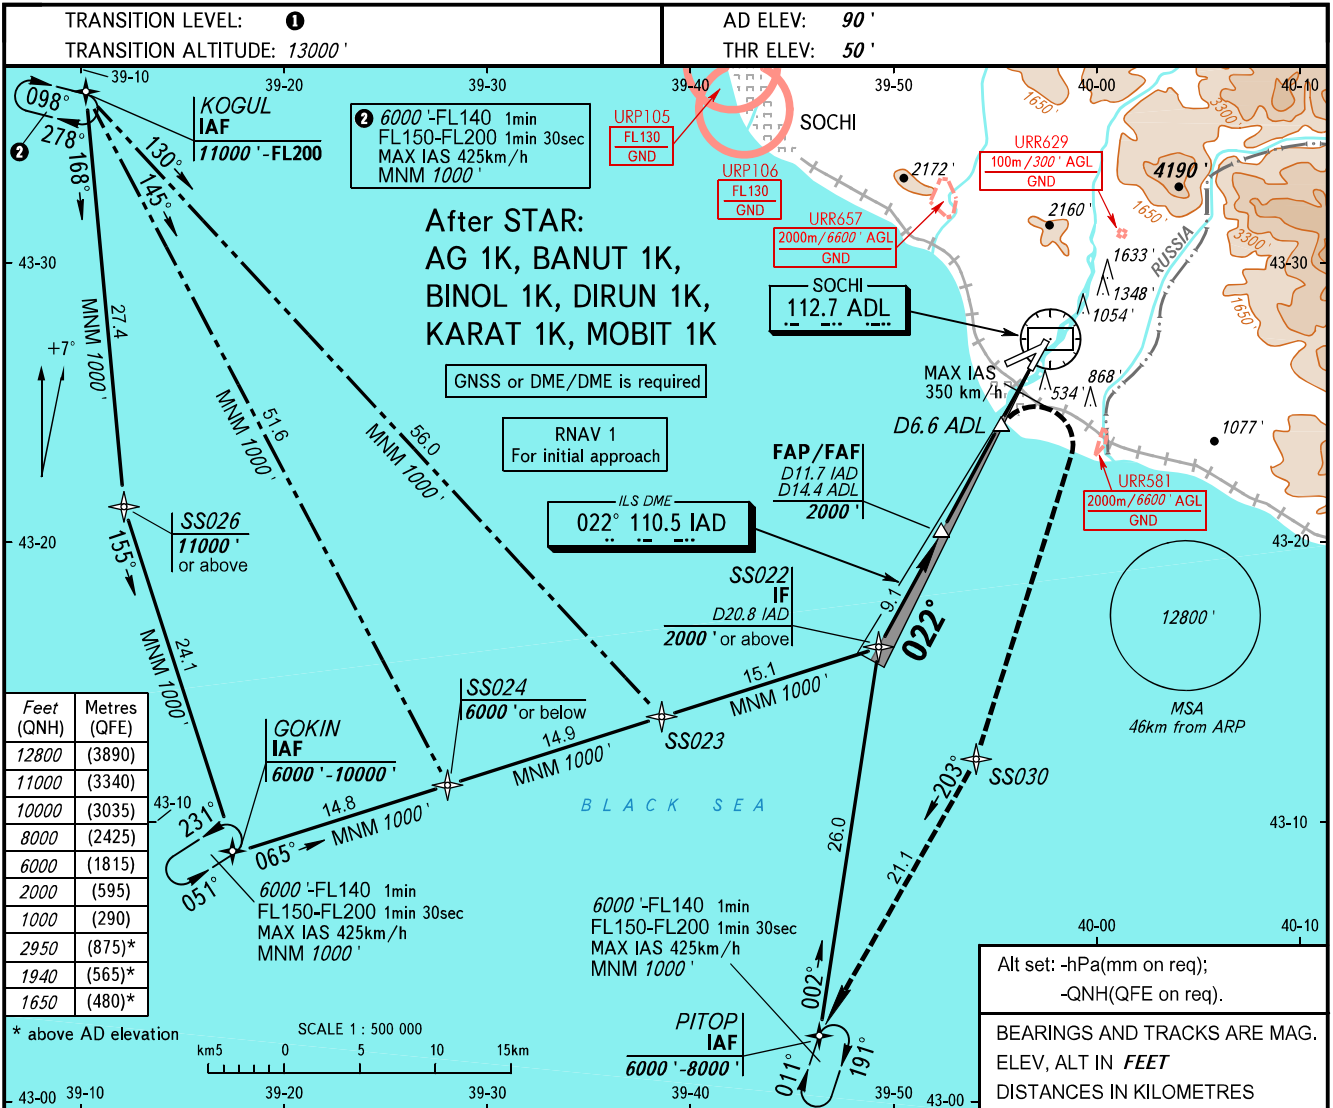 TRANSITION LEVEL: ❶
TRANSITION ALTITUDE: 13000 '
AD ELEV: 90 '
THR ELEV: 50 '
39-10
39-20
39-30
39-40
39-50
40-00
40-10
098°
278°
❷
168°
130°
145°
KOGUL
IAF
11000 '-FL200
❷ 6000 '-FL140 1min
FL150-FL200 1min 30sec
MAX IAS 425km/h
MNM 1000 '
URP105
FL130
GND
URP106
FL130
GND
SOCHI
2172 '
1650'
3300'
URR629
100m/300' AGL
GND
4190 '
1650'
2160'
3300'
1650'
URR657
2000m/6600' AGL
GND
RUSSIA
1633'
1348'
1054'
43-30
43-30
After STAR:
AG 1K, BANUT 1K,
BINOL 1K, DIRUN 1K,
KARAT 1K, MOBIT 1K
SOCHI
112.7 ADL
27.4
MNM 1000'
+7°
GNSS or DME/DME is required
RNAV 1
For initial approach
MAX IAS
350 km/h
534'
868'
1077'
D6.6 ADL
51.6
MNM 1000'
56.0
MNM 1000'
FAP/FAF
D11.7 IAD
D14.4 ADL
2000 '
URR581
2000m/6600' AGL
GND
ILS DME
022° 110.5 IAD
SS026
11000 '
or above
43-20
43-20
155°
SS022
IF
D20.8 IAD
2000 ' or above
9.1
022°
12800 '
MSA
46km from ARP
24.1
MNM 1000'
15.1
MNM 1000'
SS024
6000 'or below
SS023
14.9
MNM 1000'
GOKIN
IAF
6000 '-10000 '
SS030
203°
Feet
(QNH)
Metres
(QFE)
12800 (3890)
11000 (3340)
10000 (3035)
8000 (2425)
6000 (1815)
2000 (595)
1000 (290)
2950 (875)*
1940 (565)*
1650 (480)*
* above AD elevation
43-10
43-10
231°
051°
065°
14.8
MNM 1000'
BLACK SEA
26.0
21.1
6000 '-FL140 1min
FL150-FL200 1min 30sec
MAX IAS 425km/h
MNM 1000 '
6000 '-FL140 1min
FL150-FL200 1min 30sec
MAX IAS 425km/h
MNM 1000 '
002°
PITOP
IAF
6000 '-8000 '
011°
191°
SCALE 1 : 500 000
km5 0 5 10 15km
40-00
40-10
Alt set: -hPa(mm on req);
-QNH(QFE on req).
BEARINGS AND TRACKS ARE MAG.
ELEV, ALT IN FEET
DISTANCES IN KILOMETRES
43-00
39-10
39-20
39-30
39-40
39-50
43-00